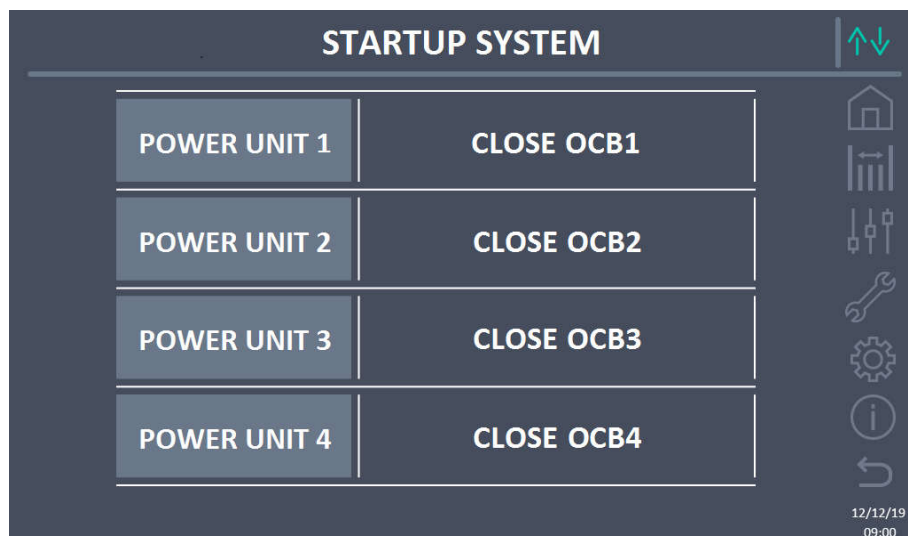 STARTUP SYSTEM
POWER UNIT 1 CLOSE OCB1
POWER UNIT 2 CLOSE OCB2
POWER UNIT 3 CLOSE OCB3
POWER UNIT 4 CLOSE OCB4
12/12/19
09:00